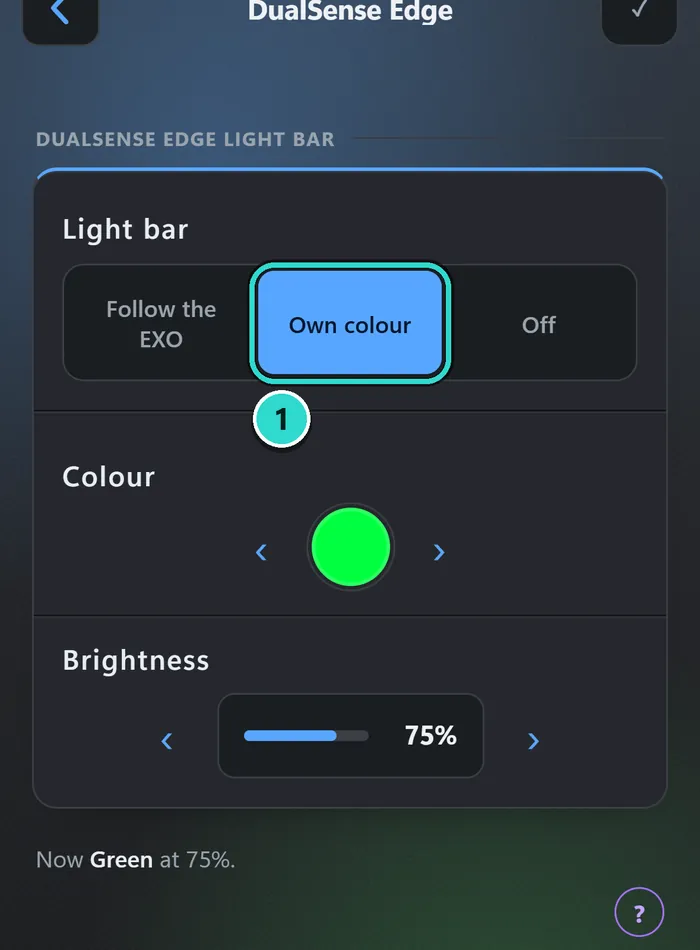 DualSense Edge
✓
DUALSENSE EDGE LIGHT BAR
Light bar
Follow the
EXO
Own colour
Off
1
Colour
‹ ›
Brightness
‹ 75% ›
Now Green at 75%.
?